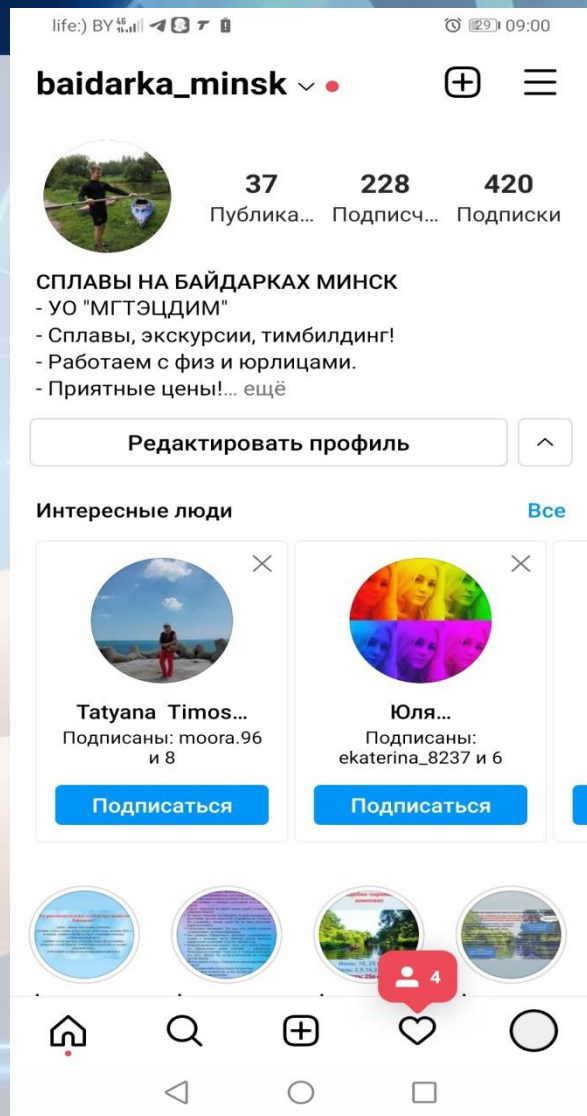 life:) BY 46 29 09:00
baidarka_minsk
37 228 420
Публика... Подписч... Подписки
СПЛАВЫ НА БАЙДАРКАХ МИНСК
- УО "МГТЭЦДИМ"
- Сплавы, экскурсии, тимбилдинг!
- Работаем с физ и юрлицами.
- Приятные цены!... ещё
Редактировать профиль
Интересные люди Все
Tatyana Timos... Юля...
Подписаны: moora.96 Подписаны:
и 8 ekaterina_8237 и 6
Подписаться Подписаться
4